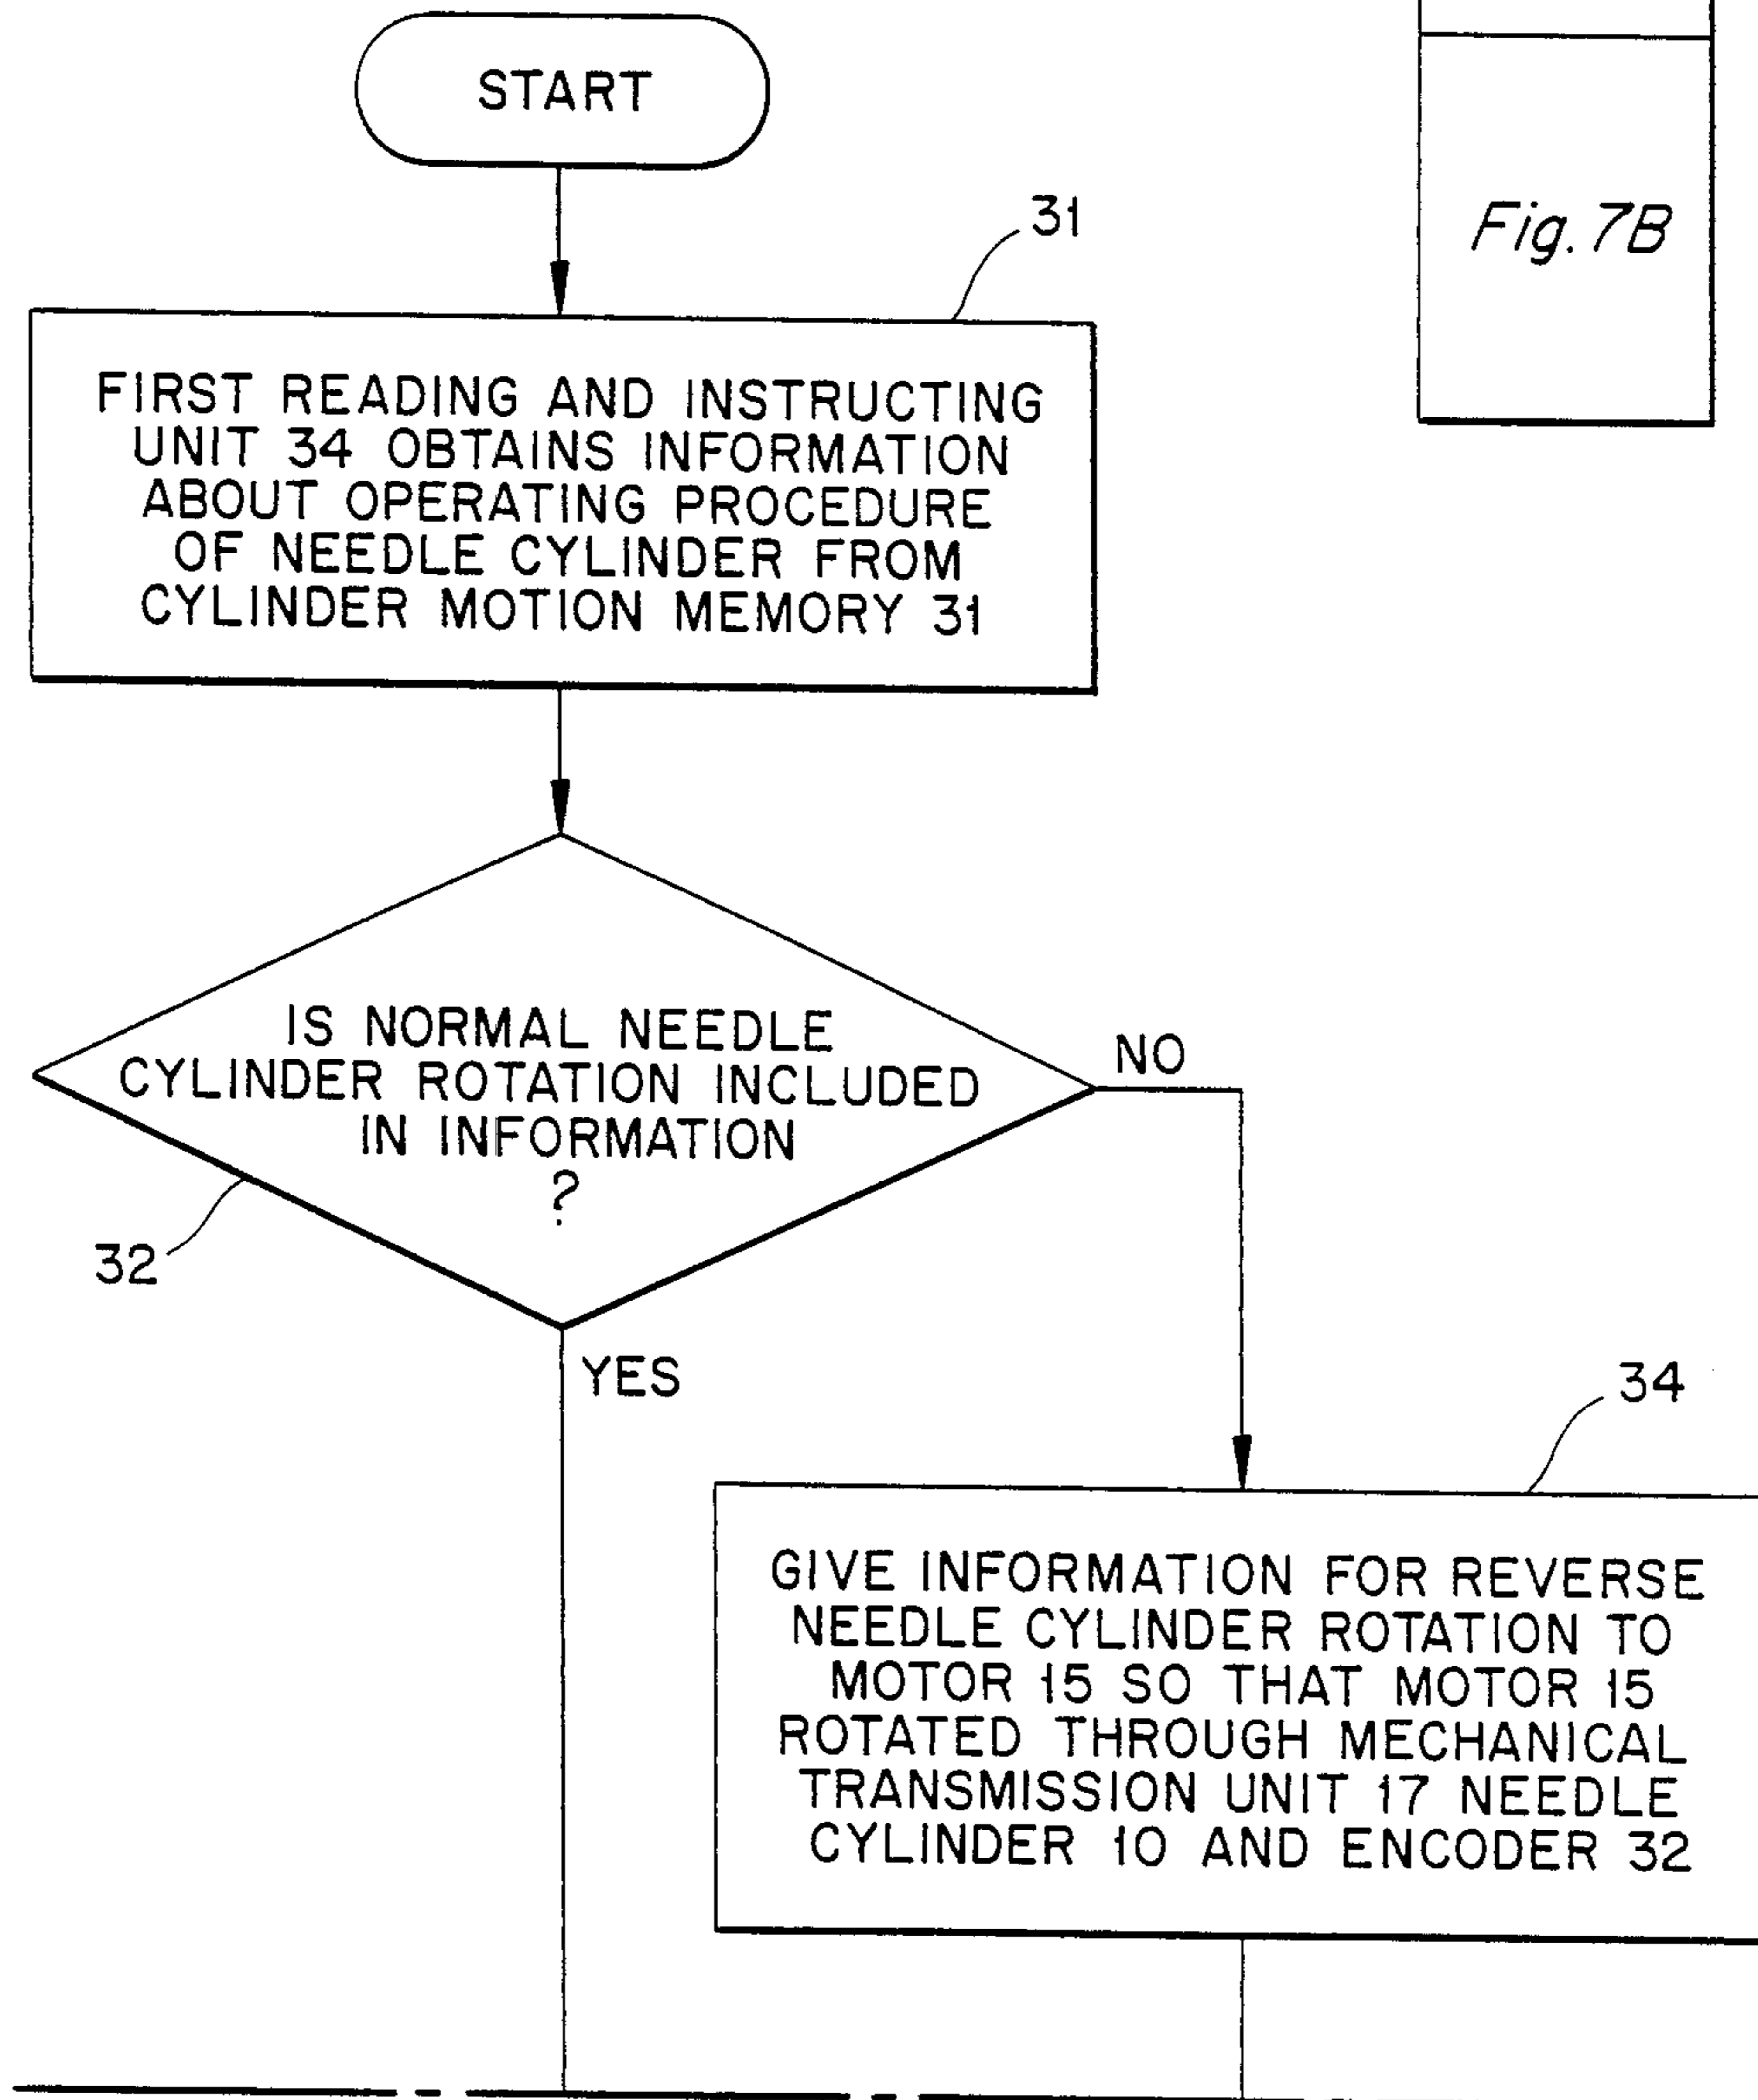 START
Fig. 7B
31
FIRST READING AND INSTRUCTING
UNIT 34 OBTAINS INFORMATION
ABOUT OPERATING PROCEDURE
OF NEEDLE CYLINDER FROM
CYLINDER MOTION MEMORY 31
IS NORMAL NEEDLE
CYLINDER ROTATION INCLUDED
IN INFORMATION
?
NO
32
YES
34
GIVE INFORMATION FOR REVERSE
NEEDLE CYLINDER ROTATION TO
MOTOR 15 SO THAT MOTOR 15
ROTATED THROUGH MECHANICAL
TRANSMISSION UNIT 17 NEEDLE
CYLINDER 10 AND ENCODER 32